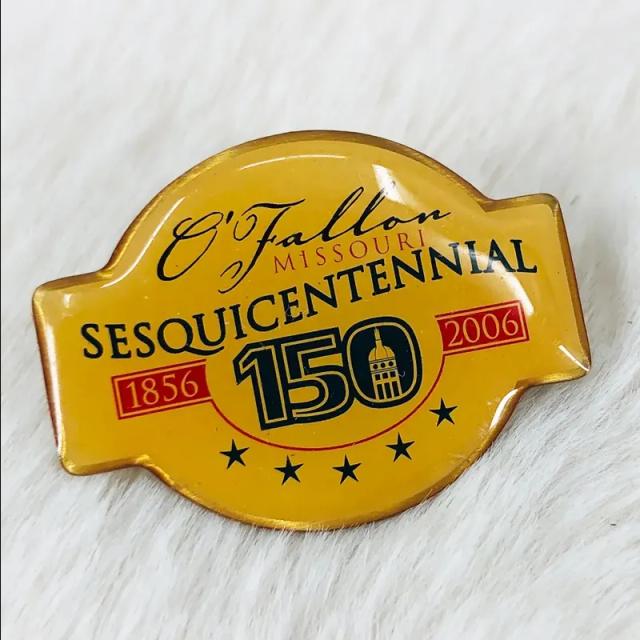 O'Fallon
MISSOURI
SESQUICENTENNIAL
1856 150 2006